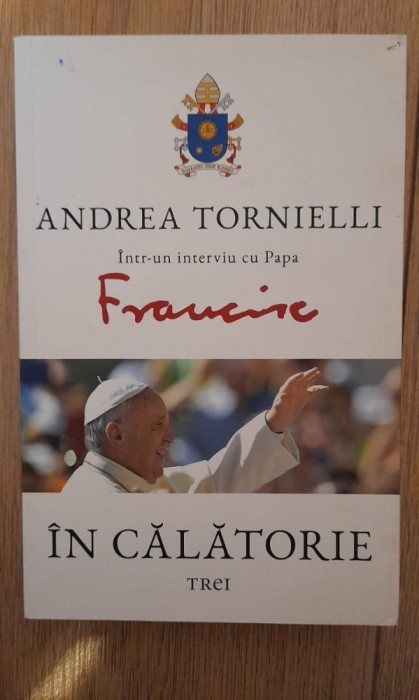 ANDREA TORNIELLI
Într-un interviu cu Papa
Francisc
ÎN CĂLĂTORIE
TREI